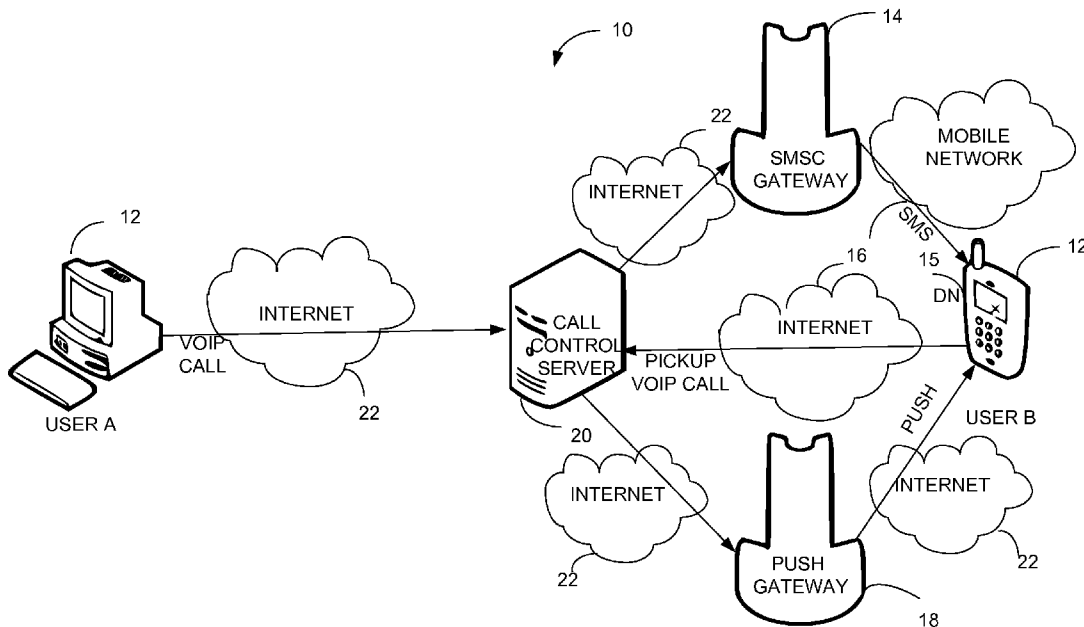 10
14
22
MOBILE
NETWORK
SMSC
GATEWAY
INTERNET
SMS
12
16
15
12
DN
INTERNET
INTERNET
CALL
CONTROL
SERVER
VOIP
CALL
PICKUP
VOIP CALL
22
USER A
20
PUSH
USER B
INTERNET
INTERNET
22
PUSH
GATEWAY
22
18